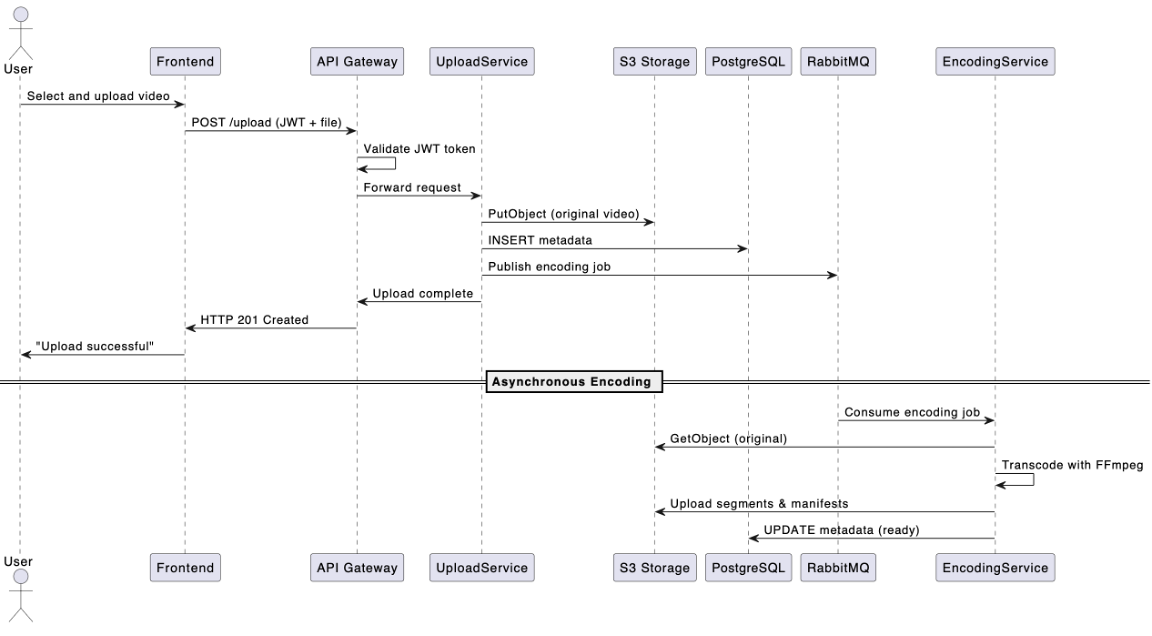 User
Frontend
API Gateway
UploadService
S3 Storage
PostgreSQL
RabbitMQ
EncodingService
Select and upload video
POST /upload (JWT + file)
Validate JWT token
Forward request
PutObject (original video)
INSERT metadata
Publish encoding job
Upload complete
HTTP 201 Created
"Upload successful"
Asynchronous Encoding
Consume encoding job
GetObject (original)
Transcode with FFmpeg
Upload segments & manifests
UPDATE metadata (ready)
User
Frontend
API Gateway
UploadService
S3 Storage
PostgreSQL
RabbitMQ
EncodingService